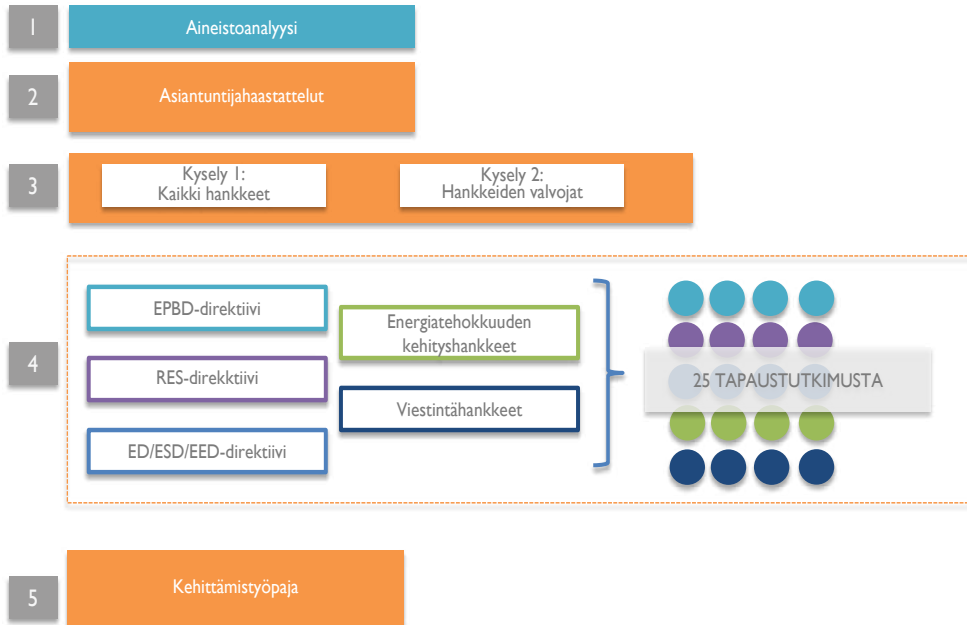 1
Aineistoanalyysi
2
Asiantuntijahaastattelut
3
Kysely 1:
Kaikki hankkeet
Kysely 2:
Hankkeiden valvojat
4
EPBD-direktiivi
RES-direkktiivi
ED/ESD/EED-direktiivi
Energiatehokkuuden
kehityshankkeet
Viestintähankkeet
25 TAPAUSTUTKIMUSTA
5
Kehittämistyöpaja